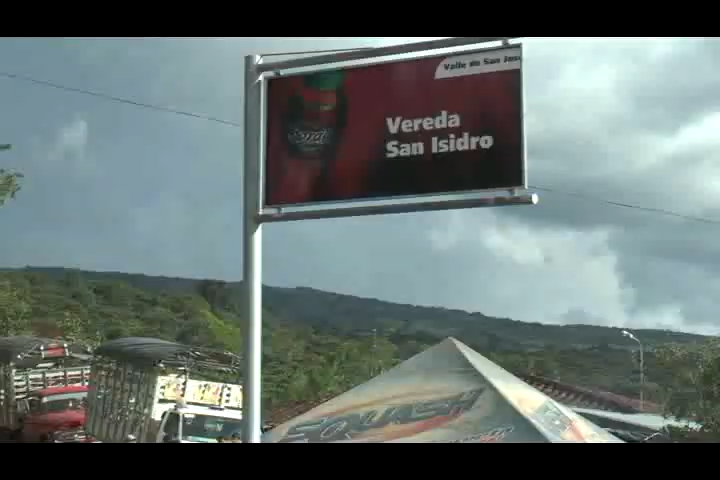 Valle de San José
Vereda
San Isidro
SQUASH